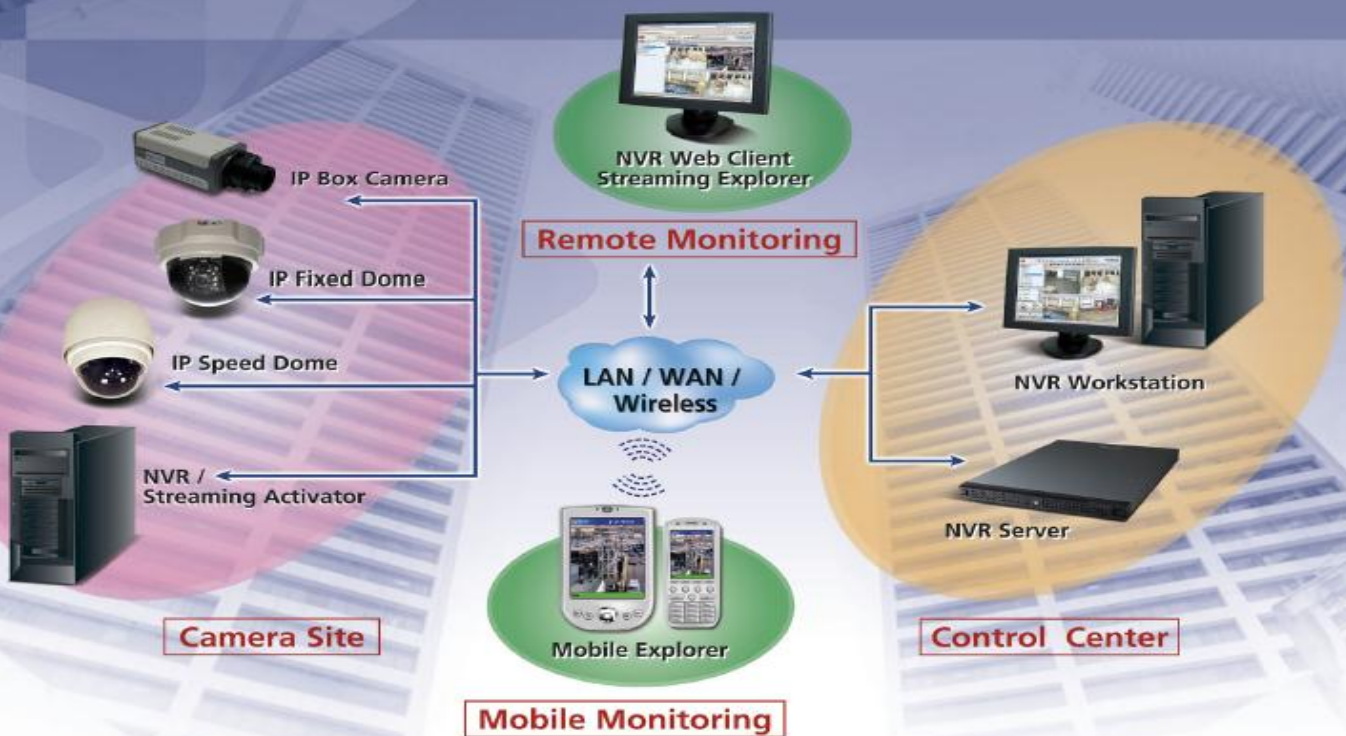 NVR Web Client
Streaming Explorer
Remote Monitoring
IP Box Camera
IP Fixed Dome
IP Speed Dome
NVR /
Streaming Activator
Camera Site
LAN / WAN /
Wireless
Mobile Explorer
Mobile Monitoring
NVR Workstation
NVR Server
Control Center